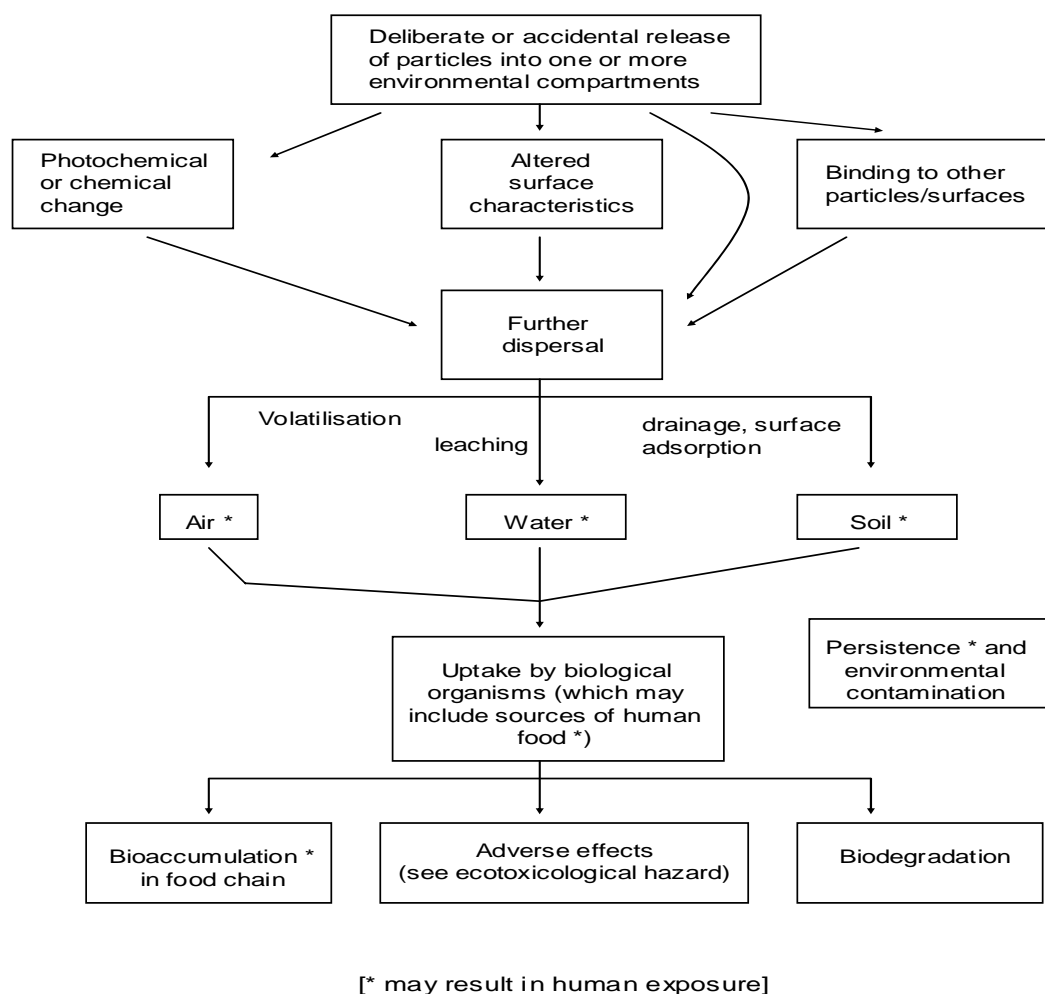 Deliberate or accidental release
of particles into one or more
environmental compartments
Photochemical
or chemical
change
Altered
surface
characteristics
Binding to other
particles/surfaces
Further
dispersal
Volatilisation
leaching
drainage, surface
adsorption
Air *
Water *
Soil *
Uptake by biological
organisms (which may
include sources of human
food *)
Persistence * and
environmental
contamination
Bioaccumulation *
in food chain
Adverse effects
(see ecotoxicological hazard)
Biodegradation
[* may result in human exposure]